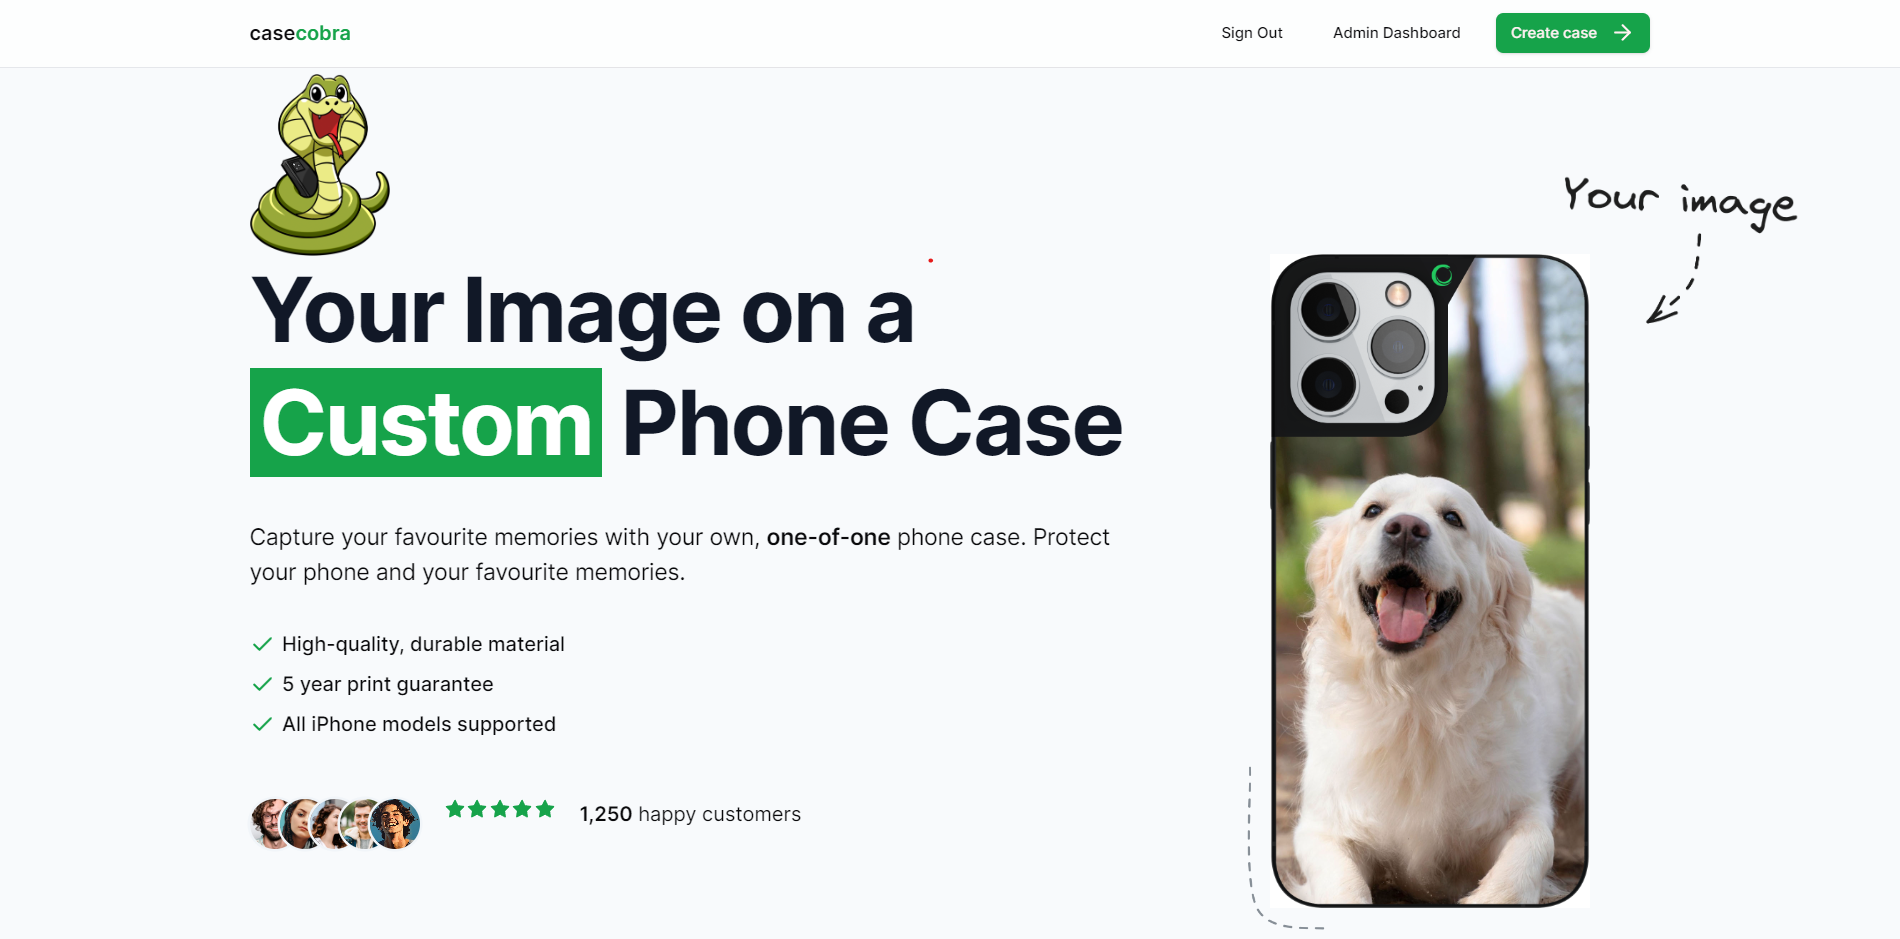 casecobra
Sign Out
Admin Dashboard
Create case
Your image
Your Image on a
Custom Phone Case
Capture your favourite memories with your own, one-of-one phone case. Protect
your phone and your favourite memories.
High-quality, durable material
5 year print guarantee
All iPhone models supported
1,250 happy customers